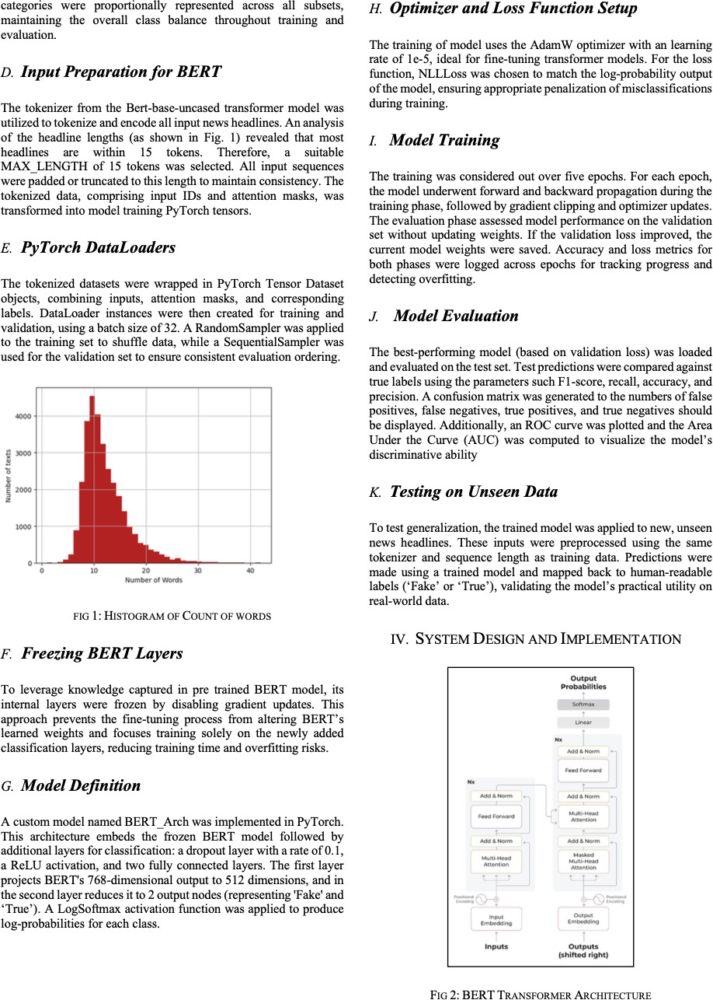 categories were proportionally represented across all subsets,
maintaining the overall class balance throughout training and
evaluation.
D. Input Preparation for BERT
The tokenizer from the Bert-base-uncased transformer model was
utilized to tokenize and encode all input news headlines. An analysis
of the headline lengths (as shown in Fig. 1) revealed that most
headlines are within 15 tokens. Therefore, a suitable
MAX_LENGTH of 15 tokens was selected. All input sequences
were padded or truncated to this length to maintain consistency. The
tokenized data, comprising input IDs and attention masks, was
transformed into model training PyTorch tensors.
E. PyTorch DataLoaders
The tokenized datasets were wrapped in PyTorch Tensor Dataset
objects, combining inputs, attention masks, and corresponding
labels. DataLoader instances were then created for training and
validation, using a batch size of 32. A RandomSampler was applied
to the training set to shuffle data, while a SequentialSampler was
used for the validation set to ensure consistent evaluation ordering.
4000
3000
2000
1000
0
Number of texts
0 10 20 30 40
Number of Words
FIG 1: HISTOGRAM OF COUNT OF WORDS
F. Freezing BERT Layers
To leverage knowledge captured in pre trained BERT model, its
internal layers were frozen by disabling gradient updates. This
approach prevents the fine-tuning process from altering BERT’s
learned weights and focuses training solely on the newly added
classification layers, reducing training time and overfitting risks.
G. Model Definition
A custom model named BERT_Arch was implemented in PyTorch.
This architecture embeds the frozen BERT model followed by
additional layers for classification: a dropout layer with a rate of 0.1,
a ReLU activation, and two fully connected layers. The first layer
projects BERT's 768-dimensional output to 512 dimensions, and in
the second layer reduces it to 2 output nodes (representing 'Fake' and
‘True’). A LogSoftmax activation function was applied to produce
log-probabilities for each class.
H. Optimizer and Loss Function Setup
The training of model uses the AdamW optimizer with an learning
rate of 1e-5, ideal for fine-tuning transformer models. For the loss
function, NLLLoss was chosen to match the log-probability output
of the model, ensuring appropriate penalization of misclassifications
during training.
I. Model Training
The training was considered out over five epochs. For each epoch,
the model underwent forward and backward propagation during the
training phase, followed by gradient clipping and optimizer updates.
The evaluation phase assessed model performance on the validation
set without updating weights. If the validation loss improved, the
current model weights were saved. Accuracy and loss metrics for
both phases were logged across epochs for tracking progress and
detecting overfitting.
J. Model Evaluation
The best-performing model (based on validation loss) was loaded
and evaluated on the test set. Test predictions were compared against
true labels using the parameters such F1-score, recall, accuracy, and
precision. A confusion matrix was generated to the numbers of false
positives, false negatives, true positives, and true negatives should
be displayed. Additionally, an ROC curve was plotted and the Area
Under the Curve (AUC) was computed to visualize the model’s
discriminative ability
K. Testing on Unseen Data
To test generalization, the trained model was applied to new, unseen
news headlines. These inputs were preprocessed using the same
tokenizer and sequence length as training data. Predictions were
made using a trained model and mapped back to human-readable
labels (‘Fake’ or ‘True’), validating the model’s practical utility on
real-world data.
IV. SYSTEM DESIGN AND IMPLEMENTATION
Output
Probabilities
Softmax
Linear
Nx
Add & Norm
Feed Forward
Add & Norm
Multi-Head
Attention
Add & Norm
Masked
Multi-Head
Attention
Positional
Encoding
Output
Embedding
Outputs
(shifted right)
Nx
Add & Norm
Feed Forward
Add & Norm
Multi-Head
Attention
Positional
Encoding
Input
Embedding
Inputs
FIG 2: BERT TRANSFORMER ARCHITECTURE